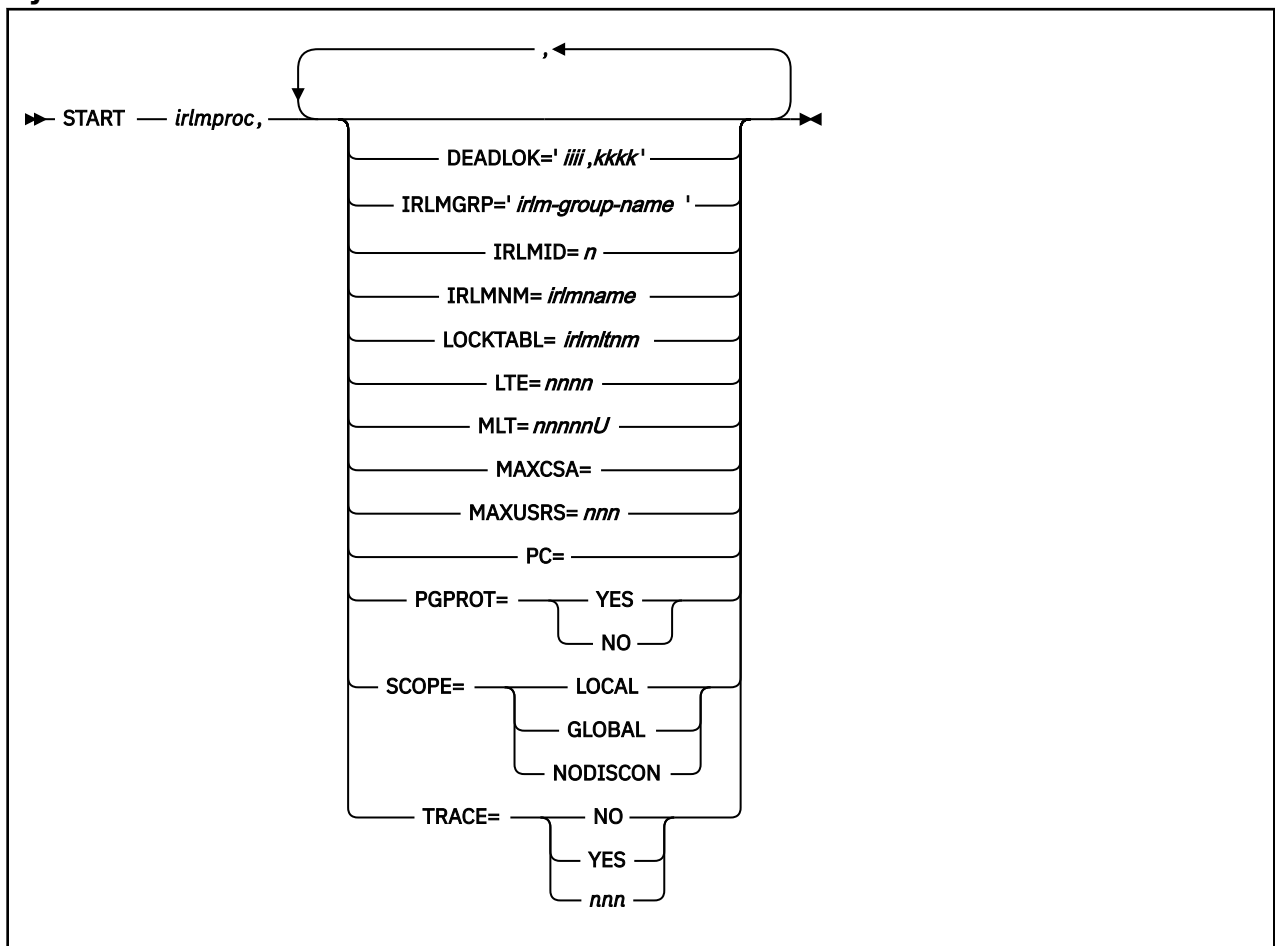 ,
START irlmproc,
DEADLOK=' iiii ,kkkk '
IRLMGRP=' irlm-group-name '
IRLMID= n
IRLMNM= irlmname
LOCKTABL= irlmltnm
LTE= nnnn
MLT= nnnnnU
MAXCSA=
MAXUSRS= nnn
PC=
PGPROT= YES
NO
SCOPE= LOCAL
GLOBAL
NODISCON
TRACE= NO
YES
nnn